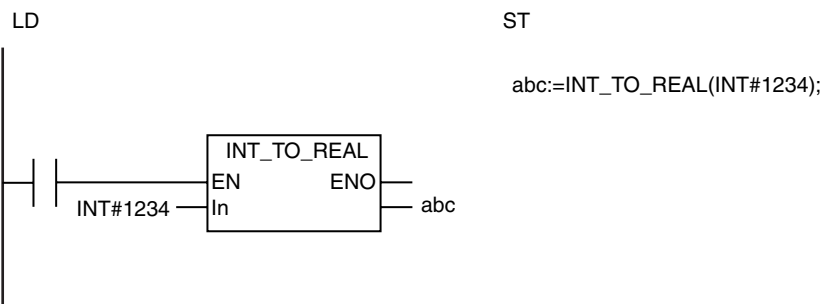 LD
ST
abc:=INT_TO_REAL(INT#1234);
INT_TO_REAL
EN ENO
INT#1234 In abc